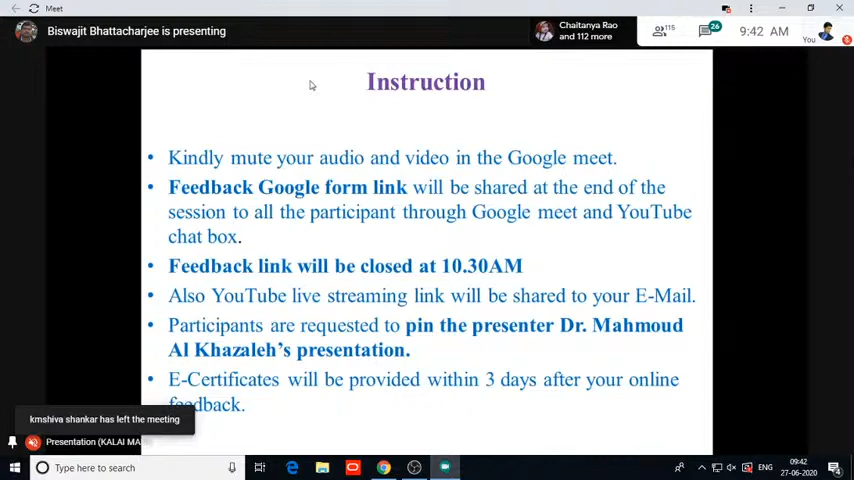 Meet
Biswajit Bhattacharjee is presenting
Chaitanya Rao
and 112 more
115
26
9:42 AM
You
Instruction
• Kindly mute your audio and video in the Google meet.
• Feedback Google form link will be shared at the end of the
session to all the participant through Google meet and YouTube
chat box.
• Feedback link will be closed at 10.30AM
• Also YouTube live streaming link will be shared to your E-Mail.
• Participants are requested to pin the presenter Dr. Mahmoud
Al Khazaleh's presentation.
• E-Certificates will be provided within 3 days after your online
feedback.
kmshiva shankar has left the meeting
Presentation (KALAI MA...
Type here to search
ENG
09:42
27-06-2020